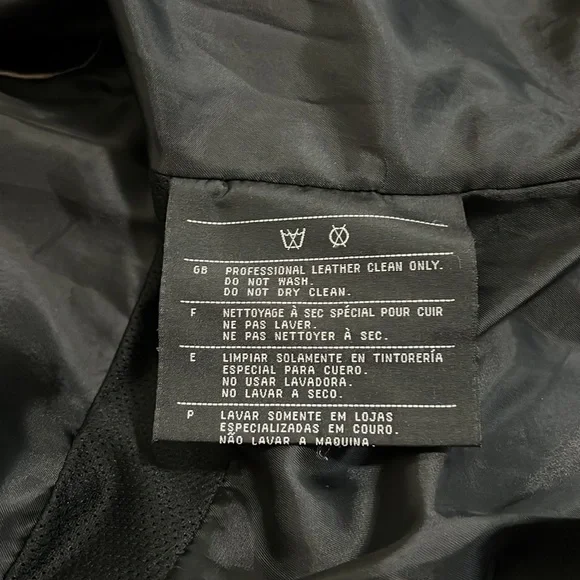 GB PROFESSIONAL LEATHER CLEAN ONLY.
DO NOT WASH.
DO NOT DRY CLEAN.
F NETTOYAGE À SEC SPÉCIAL POUR CUIR
NE PAS LAVER.
NE PAS NETTOYER À SEC.
E LIMPIAR SOLAMENTE EN TINTORERÍA
ESPECIAL PARA CUERO.
NO USAR LAVADORA.
NO LAVAR A SECO.
P LAVAR SOMENTE EM LOJAS
ESPECIALIZADAS EM COURO.
NÃO LAVAR A MAQUINA.